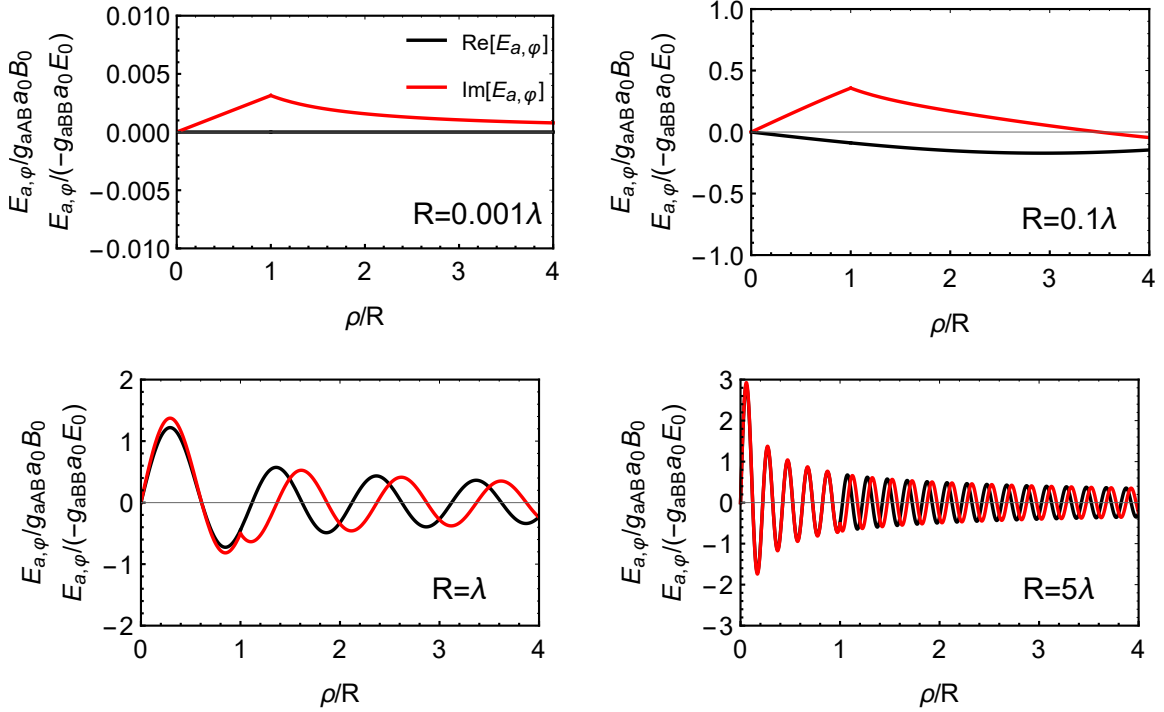 E_{a,φ}/g_{aAB}a_0B_0
E_{a,φ}/(-g_{aBB}a_0E_0)
0.010
0.005
0.000
−0.005
−0.010
Re[E_{a,φ}]
Im[E_{a,φ}]
R=0.001λ
0 1 2 3 4
ρ/R
E_{a,φ}/g_{aAB}a_0B_0
E_{a,φ}/(-g_{aBB}a_0E_0)
1.0
0.5
0.0
−0.5
−1.0
R=0.1λ
0 1 2 3 4
ρ/R
E_{a,φ}/g_{aAB}a_0B_0
E_{a,φ}/(-g_{aBB}a_0E_0)
2
1
0
−1
−2
R=λ
0 1 2 3 4
ρ/R
E_{a,φ}/g_{aAB}a_0B_0
E_{a,φ}/(-g_{aBB}a_0E_0)
3
2
1
0
−1
−2
−3
R=5λ
0 1 2 3 4
ρ/R